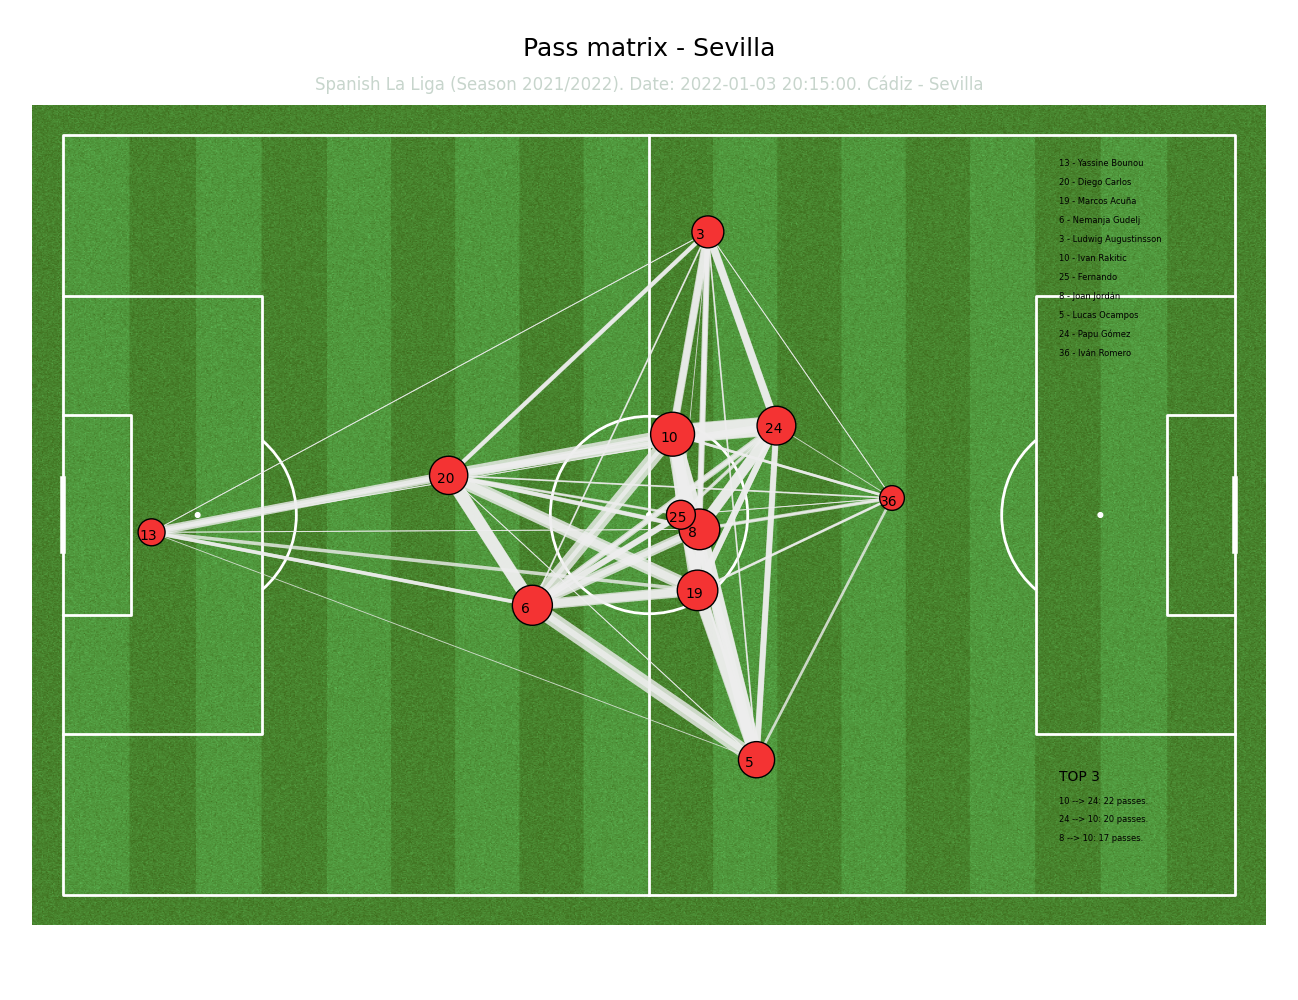 Pass matrix - Sevilla
Spanish La Liga (Season 2021/2022). Date: 2022-01-03 20:15:00. Cádiz - Sevilla
13 - Yassine Bounou
20 - Diego Carlos
19 - Marcos Acuña
6 - Nemanja Gudelj
3 - Ludwig Augustinsson
10 - Ivan Rakitic
25 - Fernando
8 - Joan Jordán
5 - Lucas Ocampos
24 - Papu Gómez
36 - Iván Romero
3
24
10
20
36
25
8
13
19
6
5
TOP 3
10 --> 24: 22 passes.
24 --> 10: 20 passes.
8 --> 10: 17 passes.